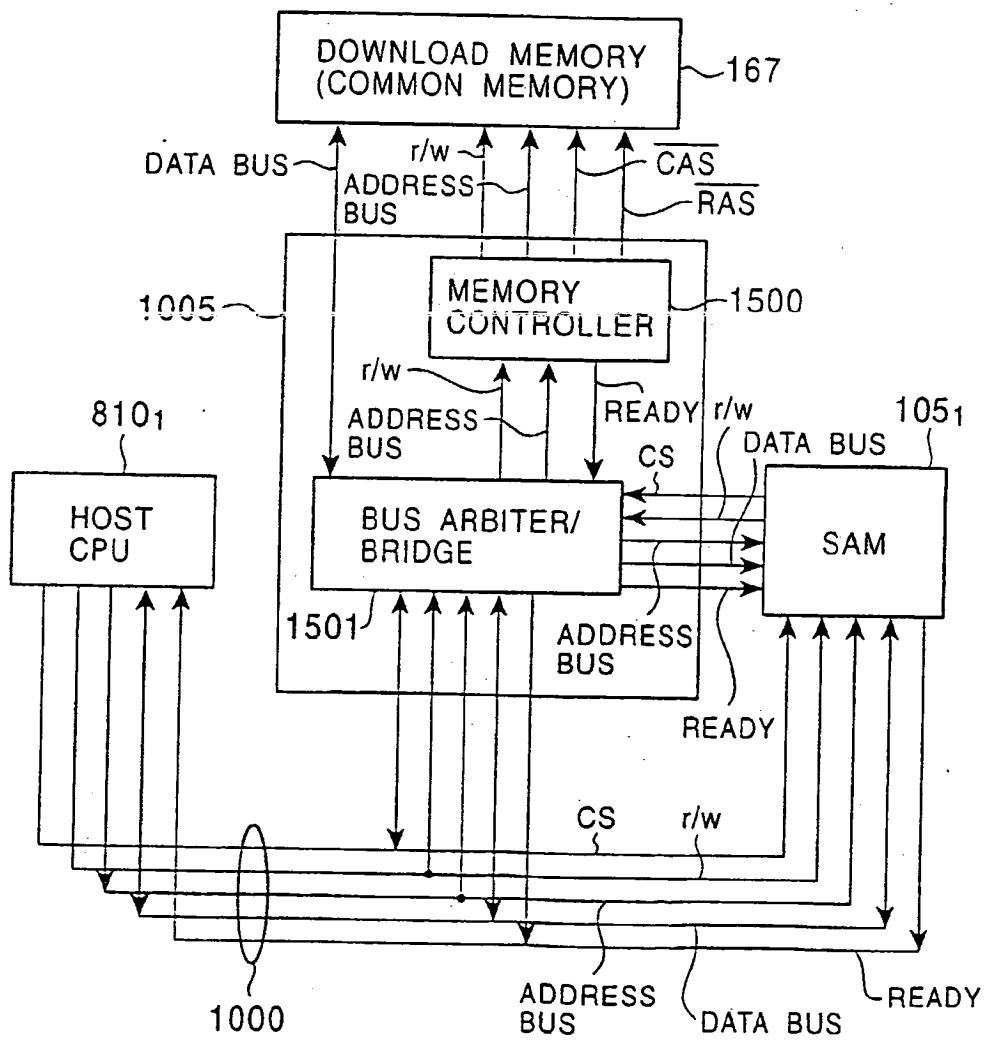 DOWNLOAD MEMORY
(COMMON MEMORY)
167
DATA BUS
r/w
ADDRESS
BUS
CAS
RAS
1005
MEMORY
CONTROLLER
1500
r/w
ADDRESS
BUS
READY
r/w
DATA BUS
CS
105₁
810₁
HOST
CPU
BUS ARBITER/
BRIDGE
SAM
1501
ADDRESS
BUS
READY
CS
r/w
1000
ADDRESS
BUS
DATA BUS
READY